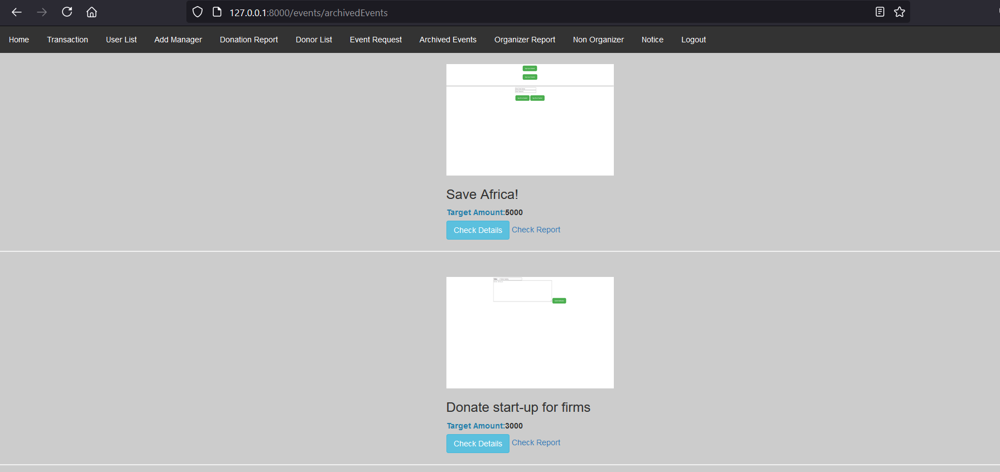 127.0.0.1:8000/events/archivedEvents
Home Transaction User List Add Manager Donation Report Donor List Event Request Archived Events Organizer Report Non Organizer Notice Logout
Save Africa!
Target Amount:5000
Check Details Check Report
Donate start-up for firms
Target Amount:3000
Check Details Check Report